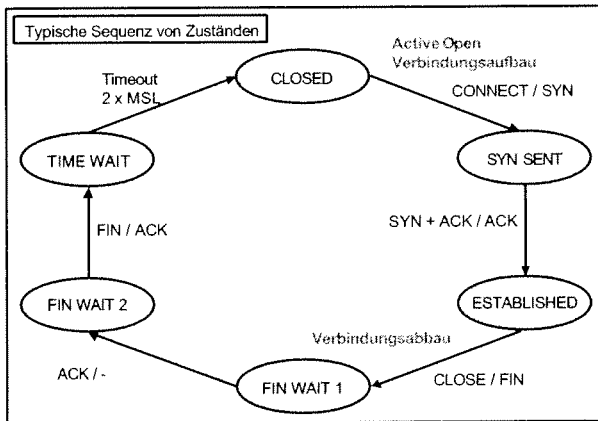 Typische Sequenz von Zuständen
Active Open
Verbindungsaufbau
Timeout
2 x MSL
CLOSED
CONNECT / SYN
TIME WAIT
SYN SENT
FIN / ACK
SYN + ACK / ACK
FIN WAIT 2
ESTABLISHED
Verbindungsabbau
ACK / -
FIN WAIT 1
CLOSE / FIN